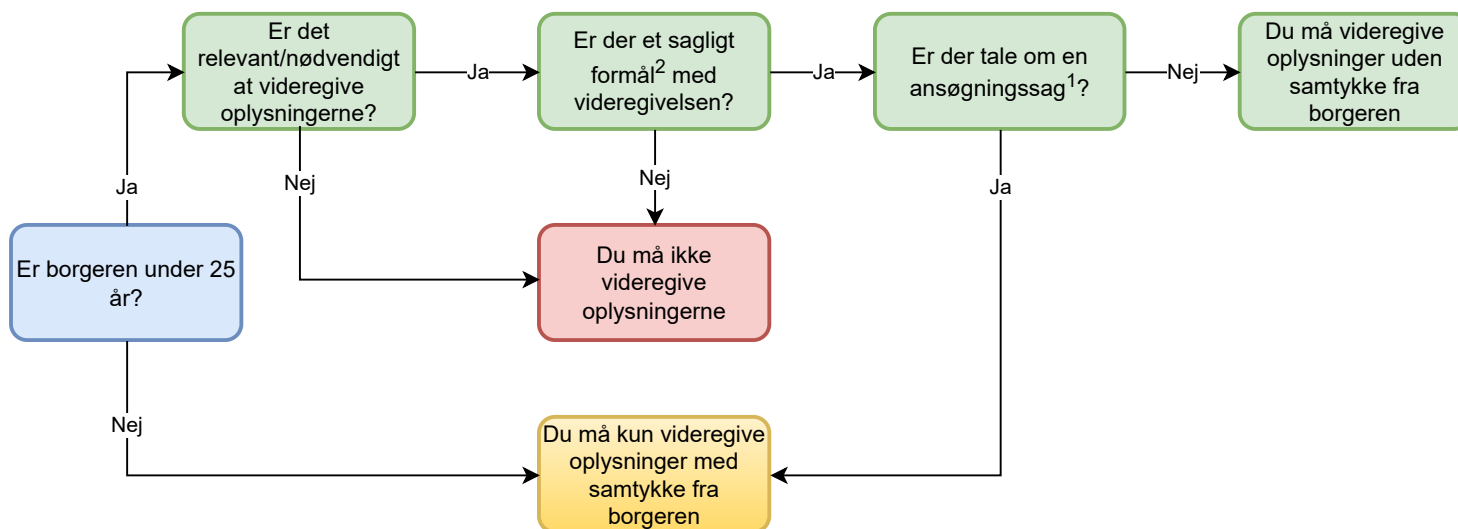 Er det
relevant/nødvendigt
at videregive
oplysningerne?
Ja
Er der et sagligt
formål² med
videregivelsen?
Ja
Er der tale om en
ansøgningssag¹?
Nej
Du må videregive
oplysninger uden
samtykke fra
borgeren
Ja
Nej
Nej
Ja
Er borgeren under 25
år?
Du må ikke
videregive
oplysningerne
Nej
Du må kun videregive
oplysninger med
samtykke fra
borgeren